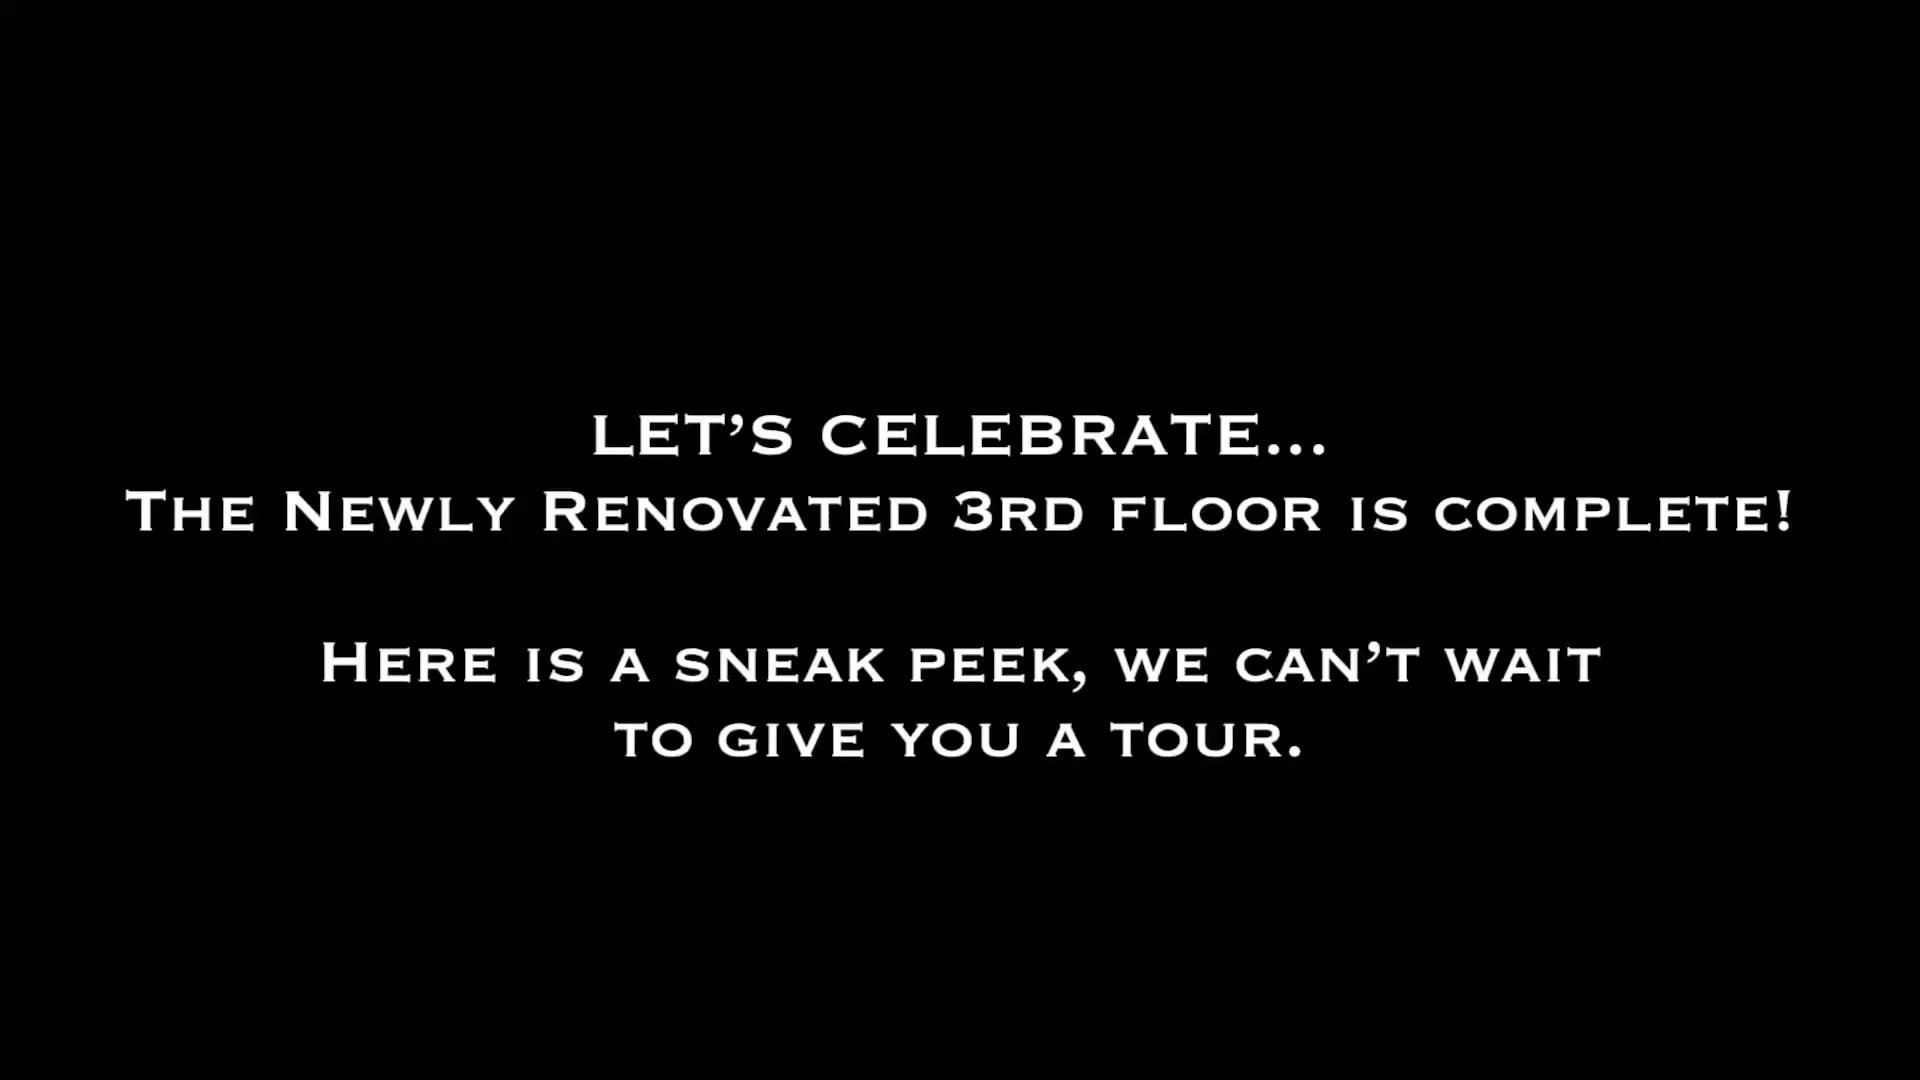 LET’S CELEBRATE...
The Newly Renovated 3rd floor is complete!
Here is a sneak peek, we can’t wait
to give you a tour.